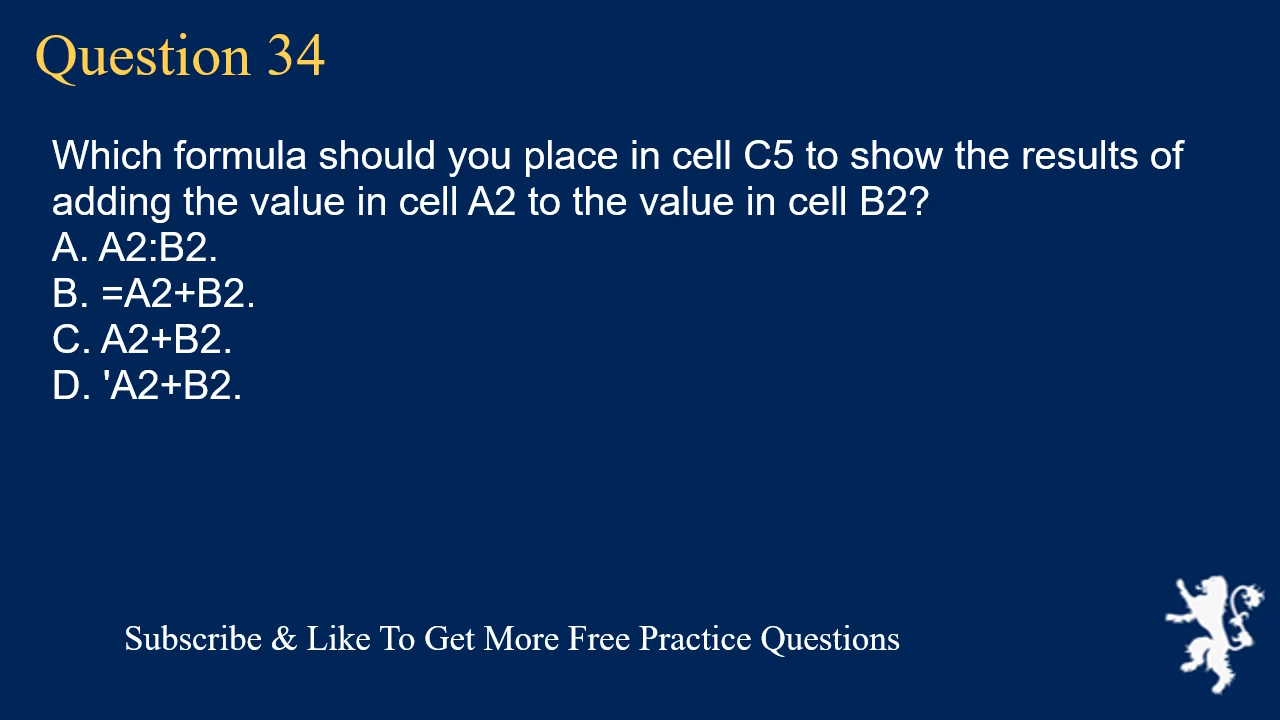 Question 34
Which formula should you place in cell C5 to show the results of
adding the value in cell A2 to the value in cell B2?
A. A2:B2.
B. =A2+B2.
C. A2+B2.
D. 'A2+B2.
Subscribe & Like To Get More Free Practice Questions